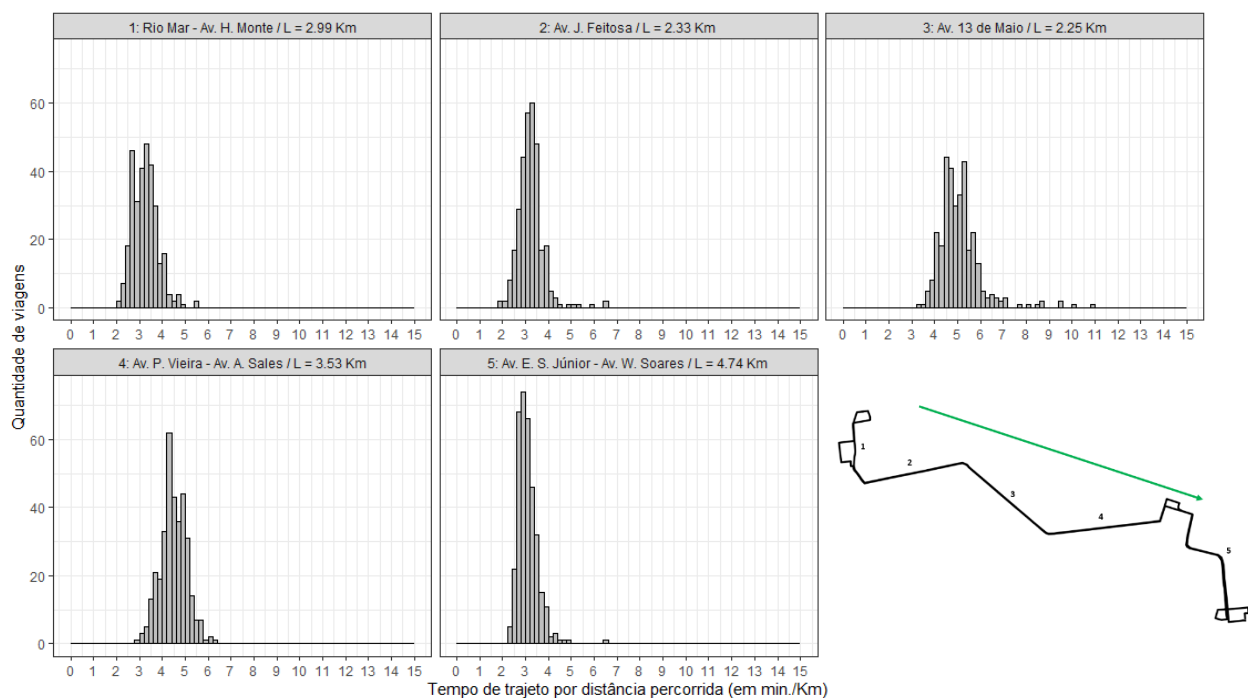 1: Rio Mar - Av. H. Monte / L = 2.99 Km
2: Av. J. Feitosa / L = 2.33 Km
3: Av. 13 de Maio / L = 2.25 Km
60
40
20
0
0 1 2 3 4 5 6 7 8 9 10 11 12 13 14 15
0 1 2 3 4 5 6 7 8 9 10 11 12 13 14 15
0 1 2 3 4 5 6 7 8 9 10 11 12 13 14 15
Quantidade de viagens
4: Av. P. Vieira - Av. A. Sales / L = 3.53 Km
5: Av. E. S. Júnior - Av. W. Soares / L = 4.74 Km
60
40
20
0
0 1 2 3 4 5 6 7 8 9 10 11 12 13 14 15
0 1 2 3 4 5 6 7 8 9 10 11 12 13 14 15
1
2
3
4
5
Tempo de trajeto por distância percorrida (em min./Km)